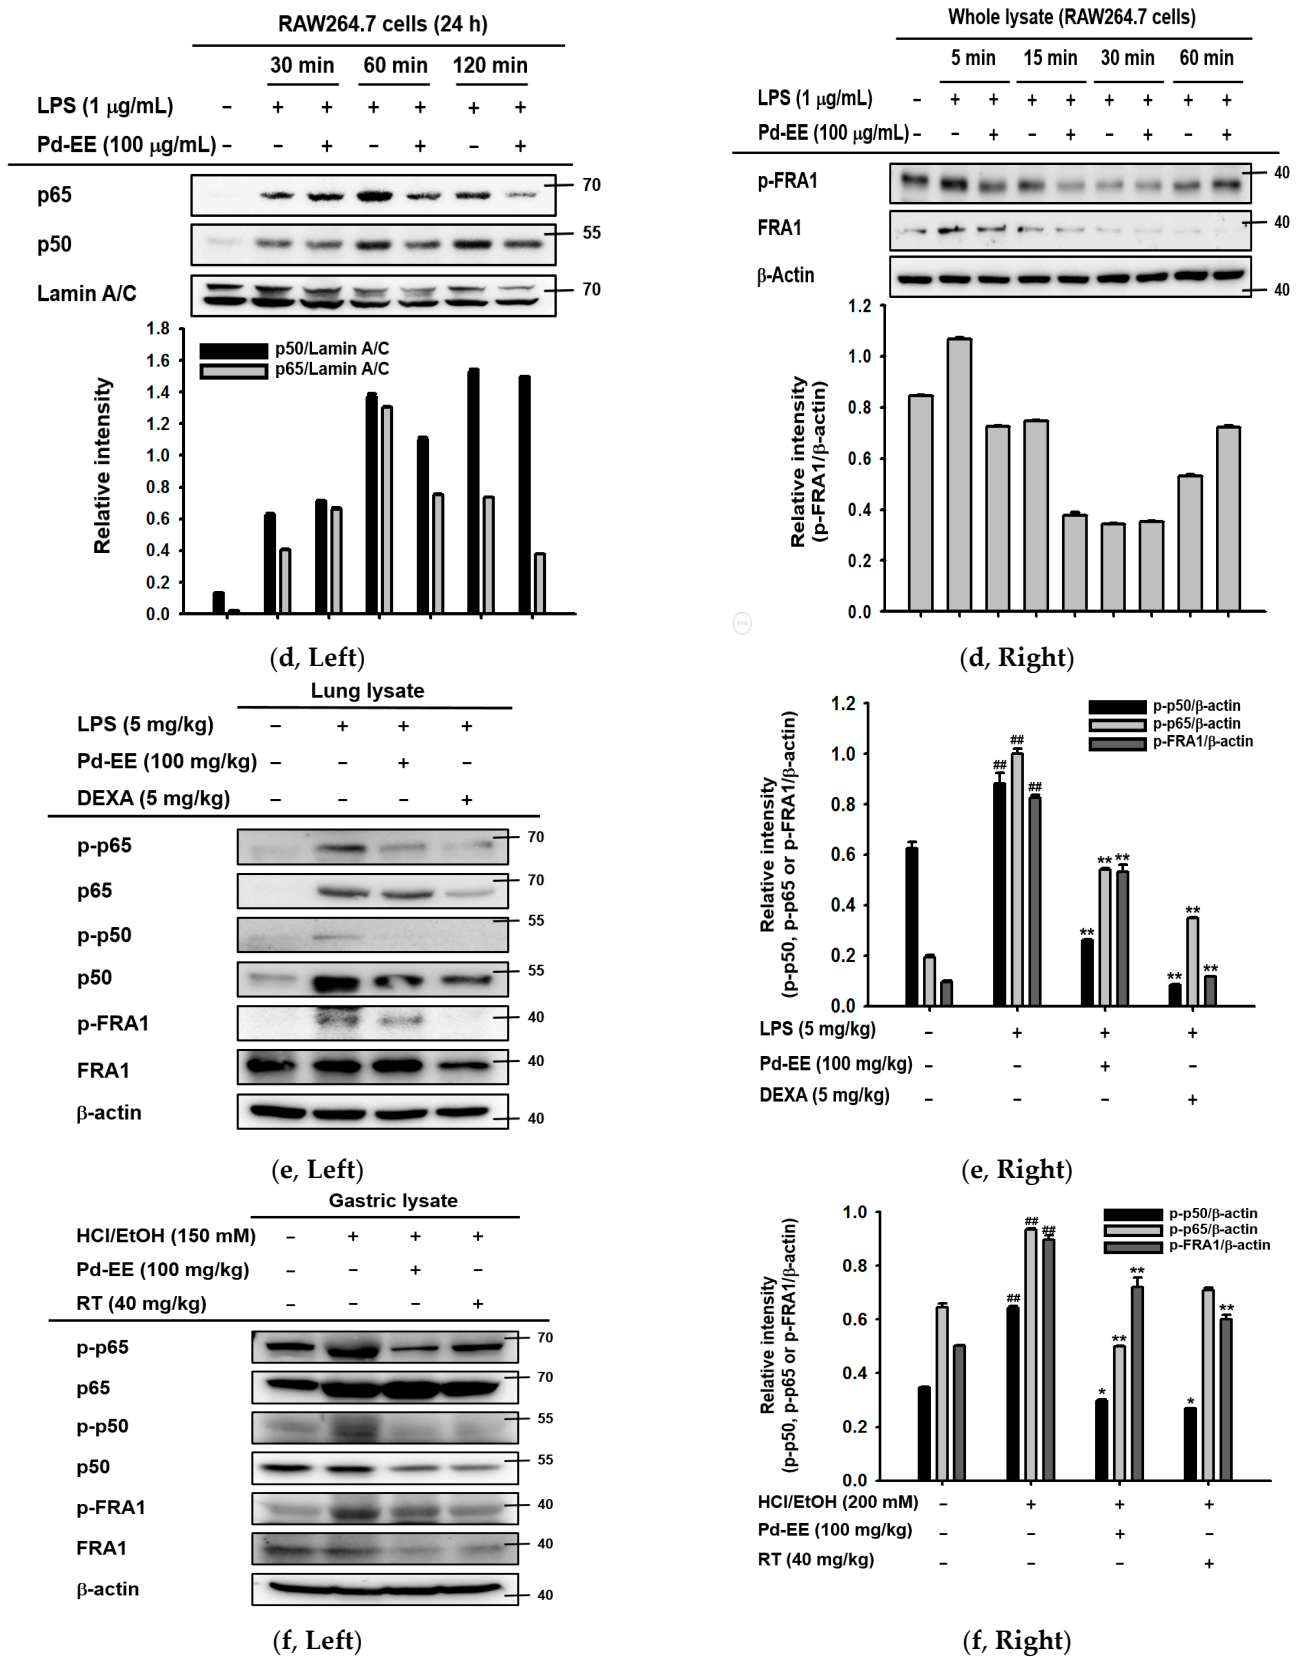 RAW264.7 cells (24 h)
30 min 60 min 120 min
LPS (1 μg/mL) – + + + + + +
Pd-EE (100 μg/mL) – – + – + – +
p65 70
p50 55
Lamin A/C 70
1.8
1.6
1.4
1.2
1.0
0.8
0.6
0.4
0.2
0.0
Relative intensity
p50/Lamin A/C
p65/Lamin A/C
(d, Left)
Whole lysate (RAW264.7 cells)
5 min 15 min 30 min 60 min
LPS (1 μg/mL) – + + + + + + + +
Pd-EE (100 μg/mL) – – + – + – + – +
p-FRA1 40
FRA1 40
β-Actin 40
1.2
1.0
0.8
0.6
0.4
0.2
0.0
Relative intensity
(p-FRA1/β-actin)
(d, Right)
Lung lysate
LPS (5 mg/kg) – + + +
Pd-EE (100 mg/kg) – – + –
DEXA (5 mg/kg) – – – +
p-p65 70
p65 70
p-p50 55
p50 55
p-FRA1 40
FRA1 40
β-actin 40
(e, Left)
1.2
1.0
0.8
0.6
0.4
0.2
0.0
Relative intensity
(p-p50, p-p65 or p-FRA1/β-actin)
p-p50/β-actin
p-p65/β-actin
p-FRA1/β-actin
## ## ##
** ** **
** ** **
LPS (5 mg/kg) – + + +
Pd-EE (100 mg/kg) – – + –
DEXA (5 mg/kg) – – – +
(e, Right)
Gastric lysate
HCl/EtOH (150 mM) – + + +
Pd-EE (100 mg/kg) – – + –
RT (40 mg/kg) – – – +
p-p65 70
p65 70
p-p50 55
p50 55
p-FRA1 40
FRA1 40
β-actin 40
(f, Left)
1.0
0.8
0.6
0.4
0.2
0.0
Relative intensity
(p-p50, p-p65 or p-FRA1/β-actin)
p-p50/β-actin
p-p65/β-actin
p-FRA1/β-actin
## ## ##
* ** **
* **
HCl/EtOH (200 mM) – + + +
Pd-EE (100 mg/kg) – – + –
RT (40 mg/kg) – – – +
(f, Right)